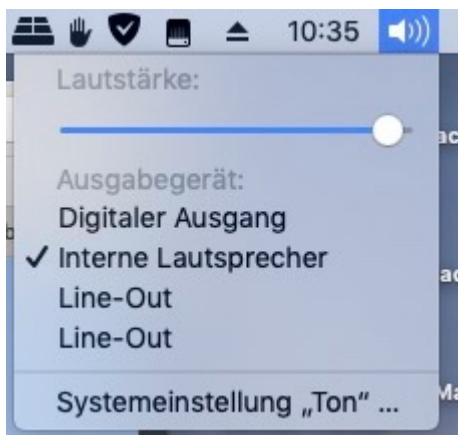 10:35
Lautstärke:
Ausgabegerät:
Digitaler Ausgang
Interne Lautsprecher
Line-Out
Line-Out
Systemeinstellung „Ton“ ...